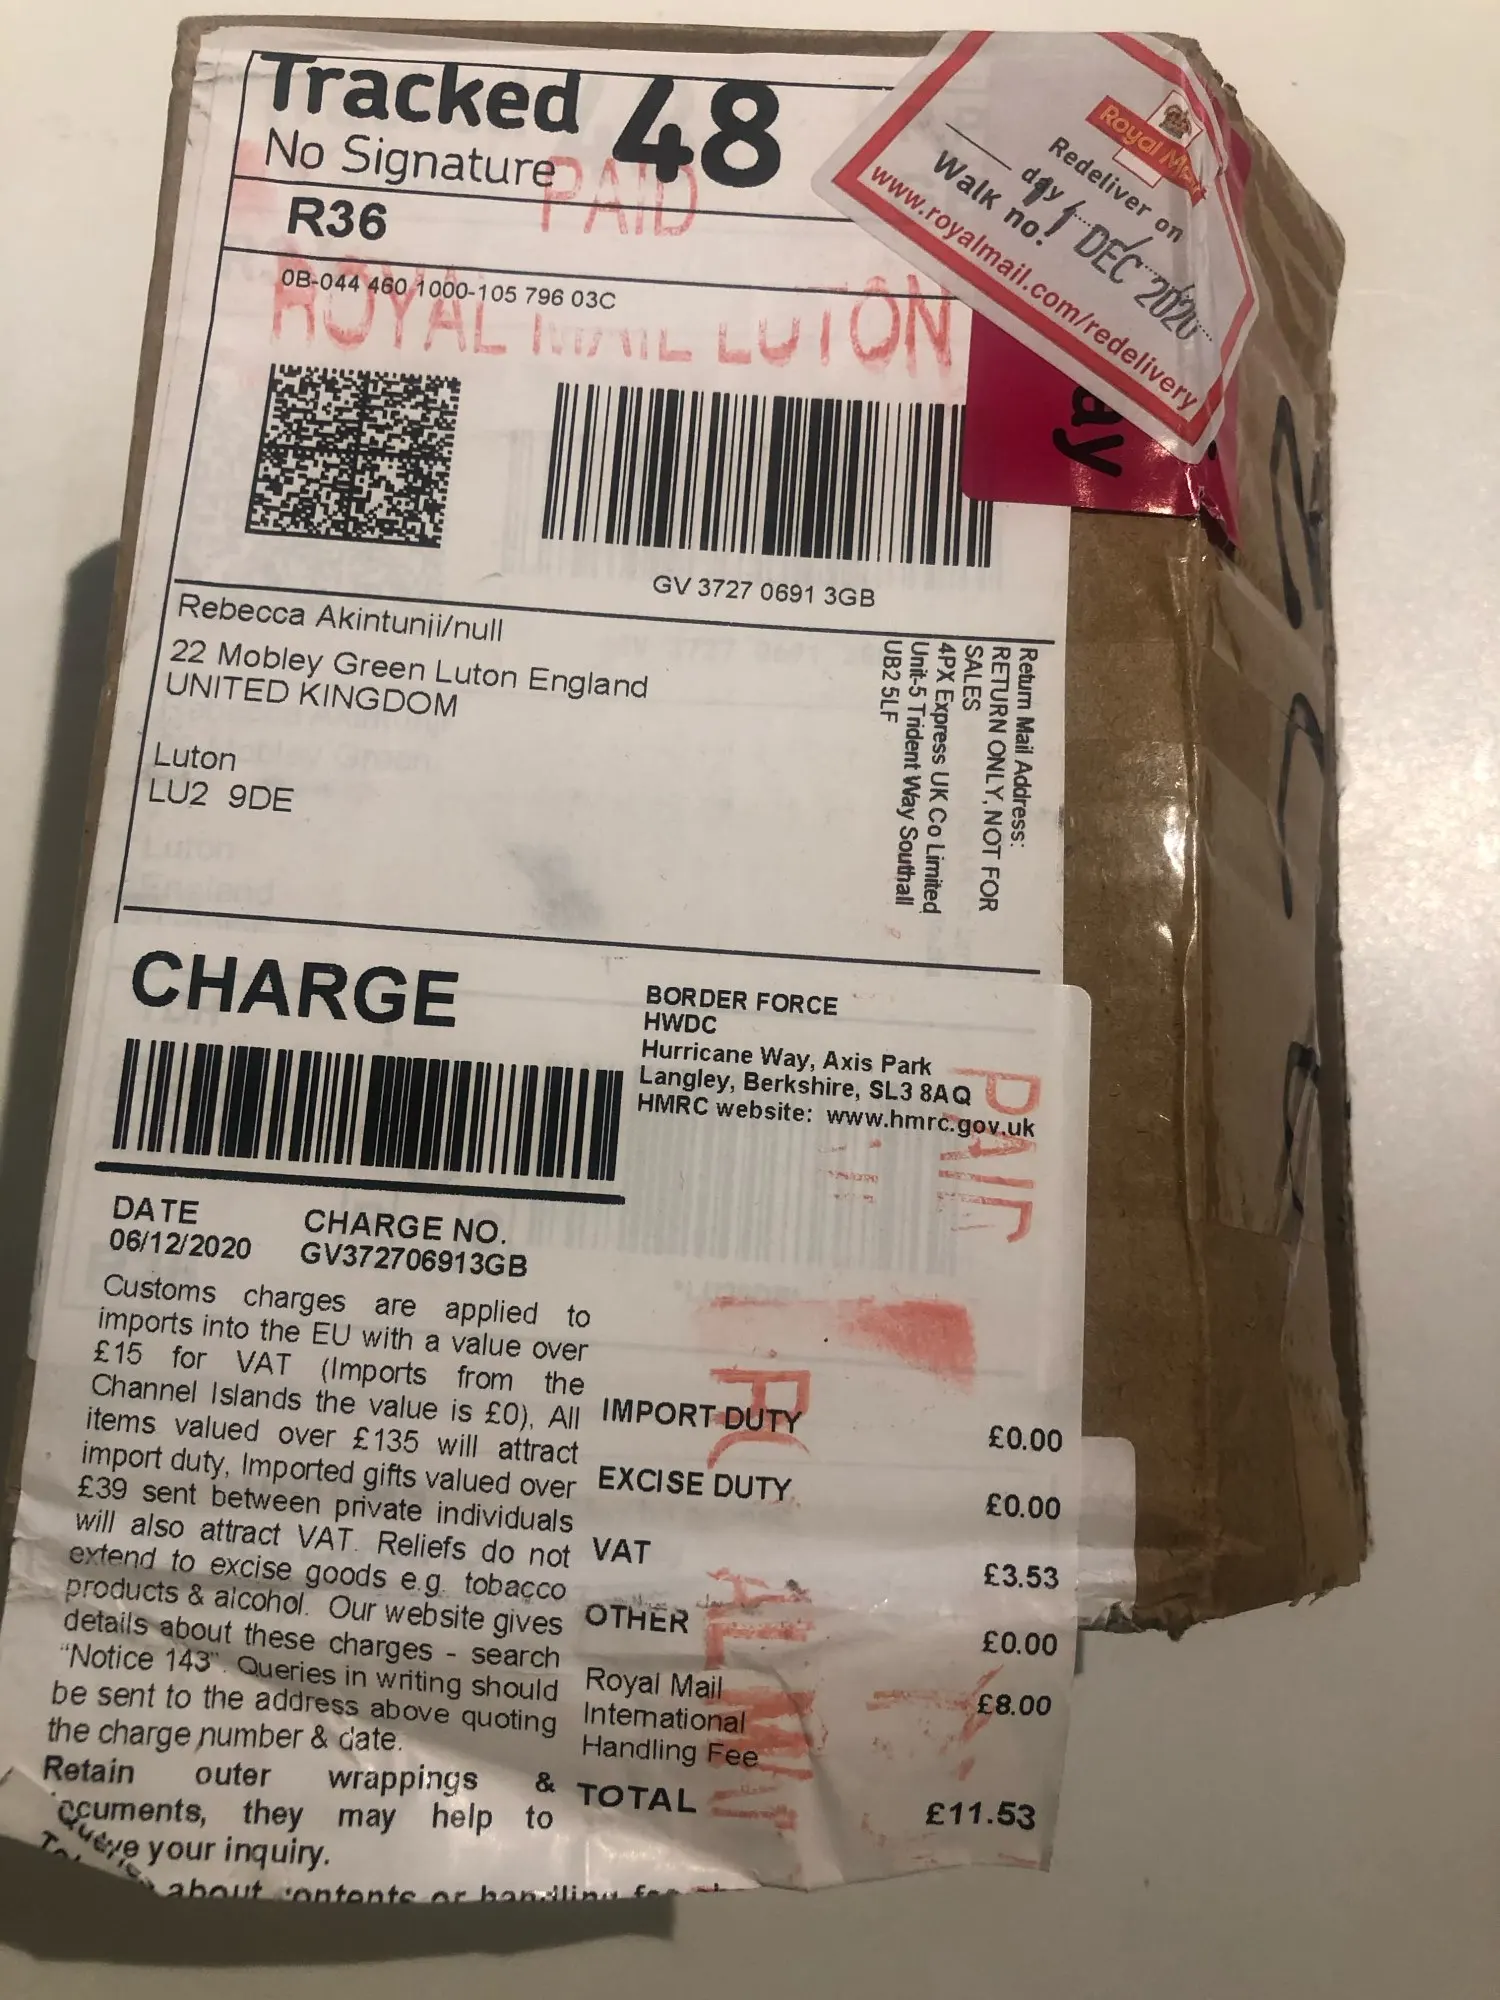 Tracked 48
No Signature
PAID
R36
0B-044 460 1000-105 796 03C
ROYAL MAIL LUTON
Royal Mail
Redeliver on
day
11 DEC 2020
Walk no.
www.royalmail.com/redelivery
ay
GV 3727 0691 3GB
Rebecca Akintunii/null
22 Mobley Green Luton England
UNITED KINGDOM
Luton
LU2 9DE
Return Mail Address:
RETURN ONLY, NOT FOR
SALES
4PX Express UK Co Limited
Unit-5 Trident Way Southall
UB2 5LF
CHARGE
BORDER FORCE
HWDC
Hurricane Way, Axis Park
Langley, Berkshire, SL3 8AQ
HMRC website: www.hmrc.gov.uk
PAID
DATE
06/12/2020
CHARGE NO.
GV372706913GB
Customs charges are applied to
imports into the EU with a value over
£15 for VAT (Imports from the
Channel Islands the value is £0), All
items valued over £135 will attract
import duty, Imported gifts valued over
£39 sent between private individuals
will also attract VAT. Reliefs do not
extend to excise goods e.g. tobacco
products & alcohol. Our website gives
details about these charges - search
"Notice 143". Queries in writing should
be sent to the address above quoting
the charge number & date.
Retain outer wrappings &
ocuments, they may help to
your inquiry.
about contents or handling
IMPORT DUTY £0.00
EXCISE DUTY £0.00
VAT £3.53
OTHER £0.00
Royal Mail £8.00
International
Handling Fee
TOTAL £11.53